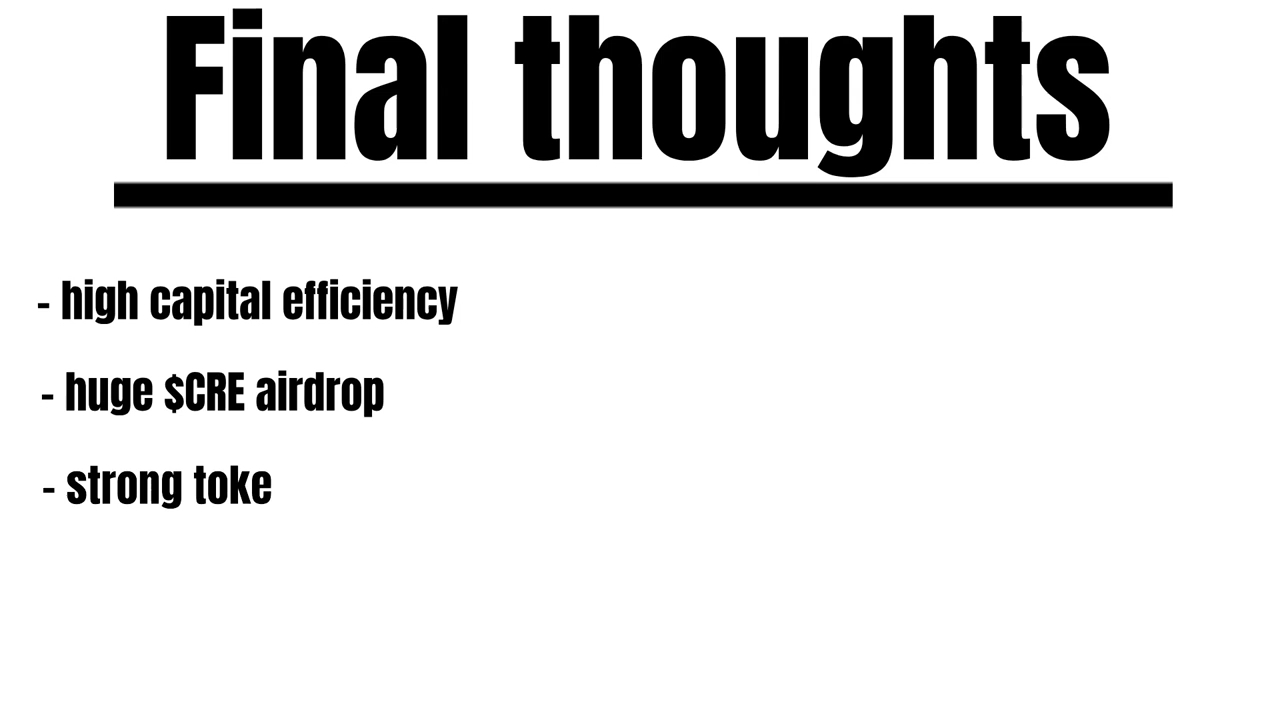 Final thoughts
- high capital efficiency
- huge $CRE airdrop
- strong toke